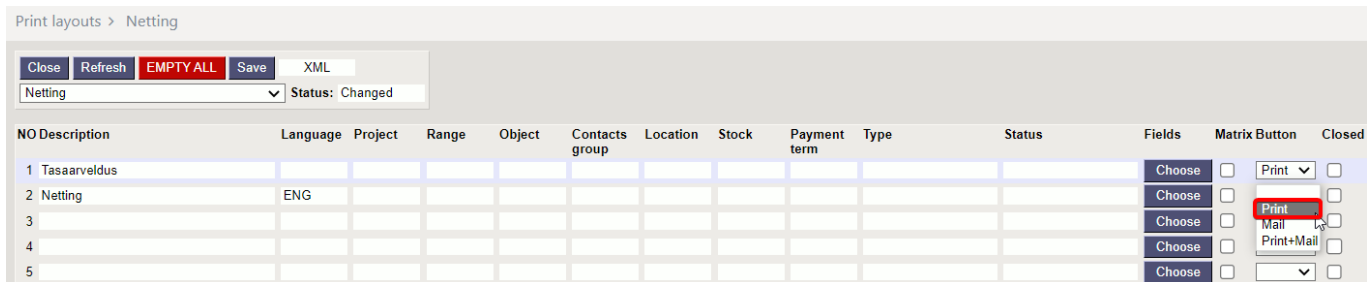 Print layouts > Netting
Close Refresh EMPTY ALL Save XML
Netting Status: Changed
NO Description Language Project Range Object Contacts group Location Stock Payment term Type Status Fields Matrix Button Closed
1 Tasaarveldus Choose Print
2 Netting ENG Choose
Print
3 Choose
Mail
4 Choose
Print+Mail
5 Choose